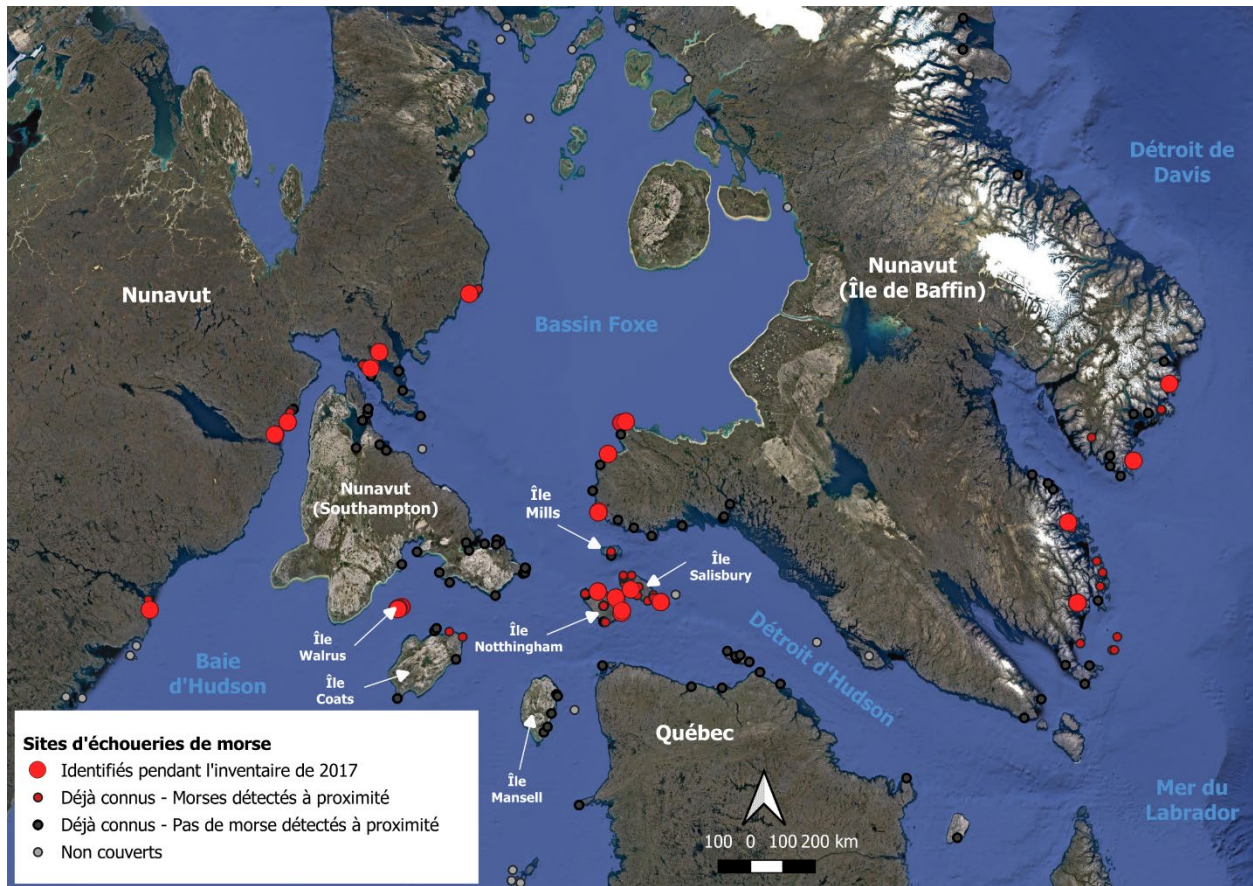 Détroit de
Davis
Nunavut
Nunavut
(Île de Baffin)
Bassin Foxe
Nunavut
(Southampton)
Île
Mills
Île
Salisbury
Île
Walrus
Île
Notthingham
Détroit d'Hudson
Baie
d'Hudson
Île
Coats
Québec
Île
Mansell
Mer du
Labrador
Sites d'échoueries de morse
Identifiés pendant l'inventaire de 2017
Déjà connus - Morses détectés à proximité
Déjà connus - Pas de morse détectés à proximité
Non couverts
100 0 100 200 km